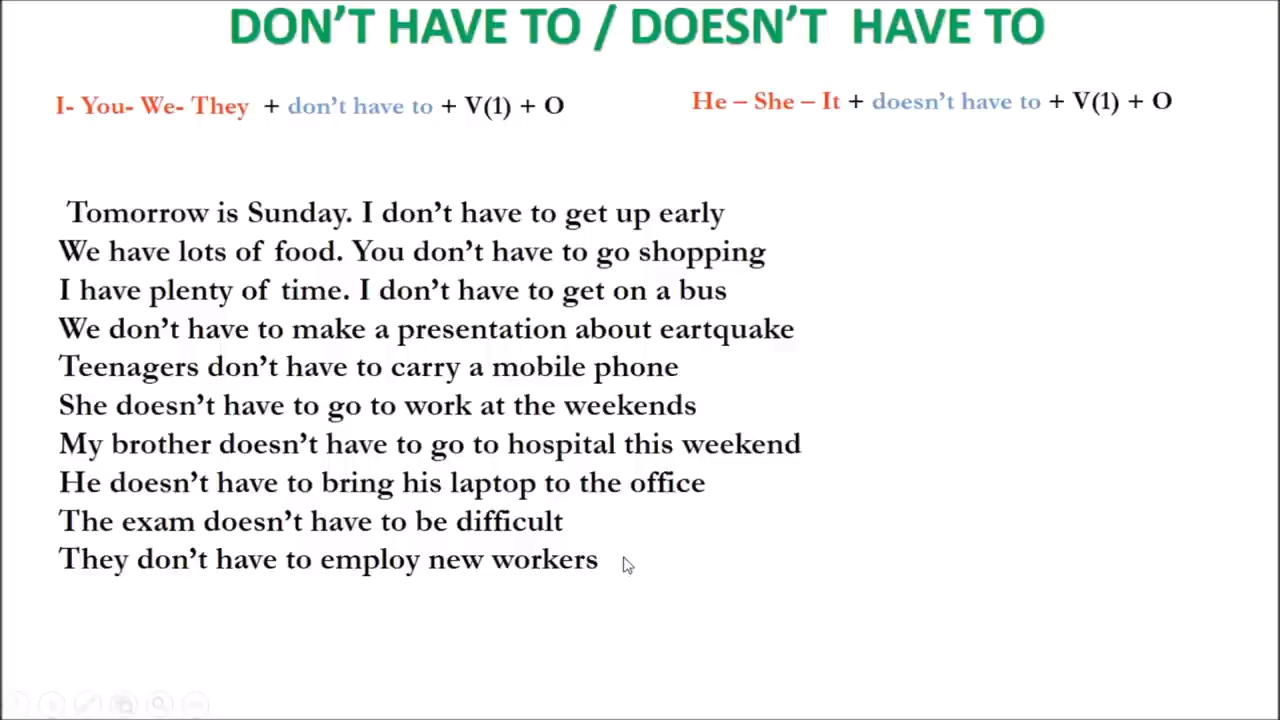 DON'T HAVE TO / DOESN'T HAVE TO
I- You- We- They + don't have to + V(1) + O
He – She – It + doesn't have to + V(1) + O
Tomorrow is Sunday. I don't have to get up early
We have lots of food. You don't have to go shopping
I have plenty of time. I don't have to get on a bus
We don't have to make a presentation about eartquake
Teenagers don't have to carry a mobile phone
She doesn't have to go to work at the weekends
My brother doesn't have to go to hospital this weekend
He doesn't have to bring his laptop to the office
The exam doesn't have to be difficult
They don't have to employ new workers